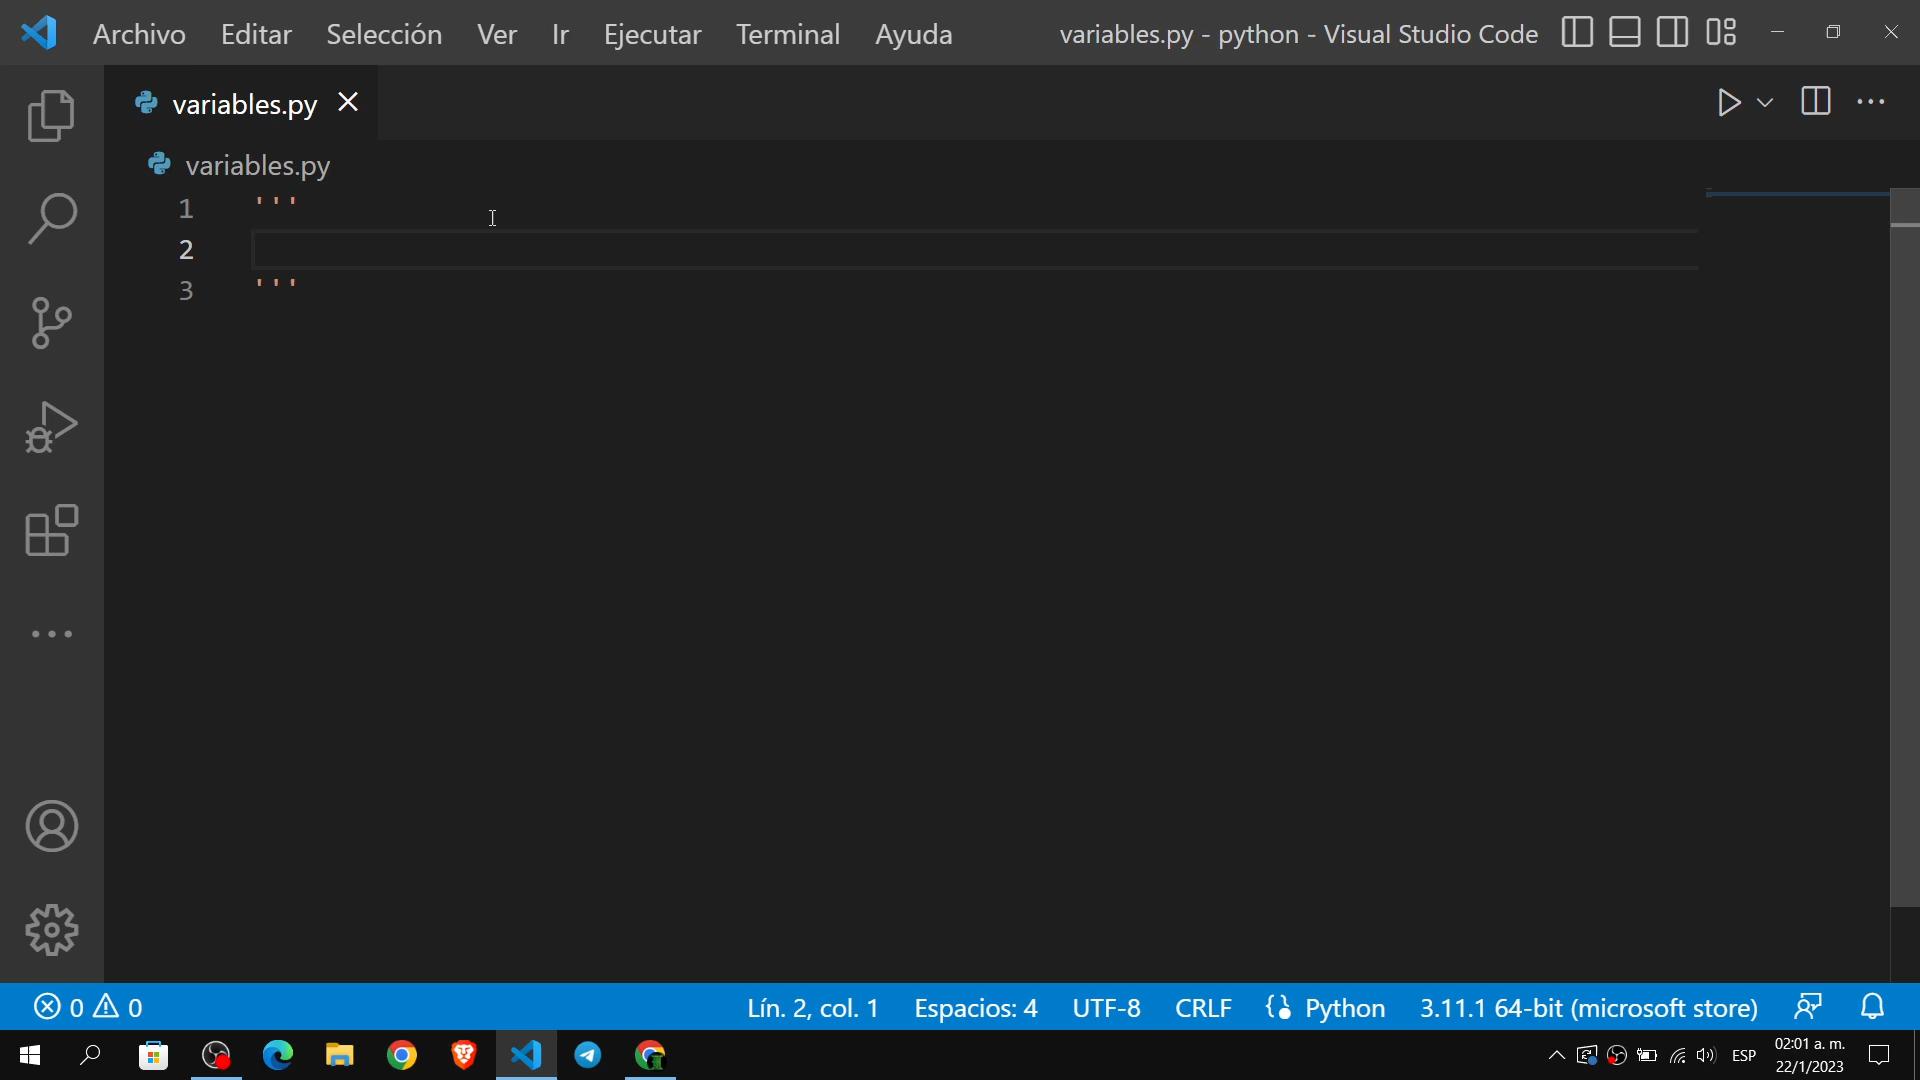 Archivo Editar Selección Ver Ir Ejecutar Terminal Ayuda variables.py - python - Visual Studio Code
variables.py
variables.py
1 '''
2
3 '''
0 0 Lín. 2, col. 1 Espacios: 4 UTF-8 CRLF Python 3.11.1 64-bit (microsoft store)
ESP 02:01 a. m.
22/1/2023